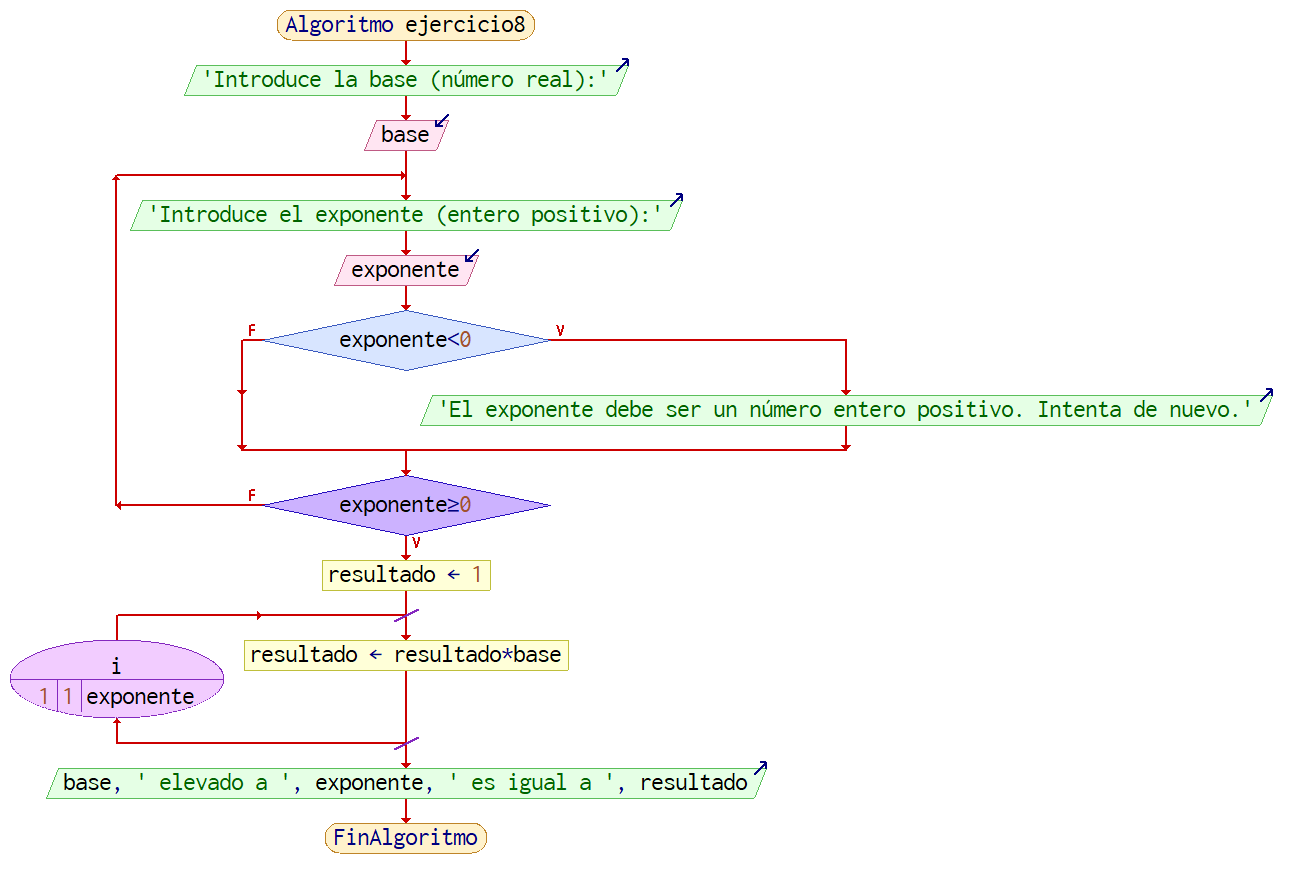 Algoritmo ejercicio8
'Introduce la base (número real):'
base
'Introduce el exponente (entero positivo):'
exponente
F
exponente<0
V
'El exponente debe ser un número entero positivo. Intenta de nuevo.'
F
exponente≥0
V
resultado ← 1
i
1 1 exponente
resultado ← resultado*base
base, ' elevado a ', exponente, ' es igual a ', resultado
FinAlgoritmo